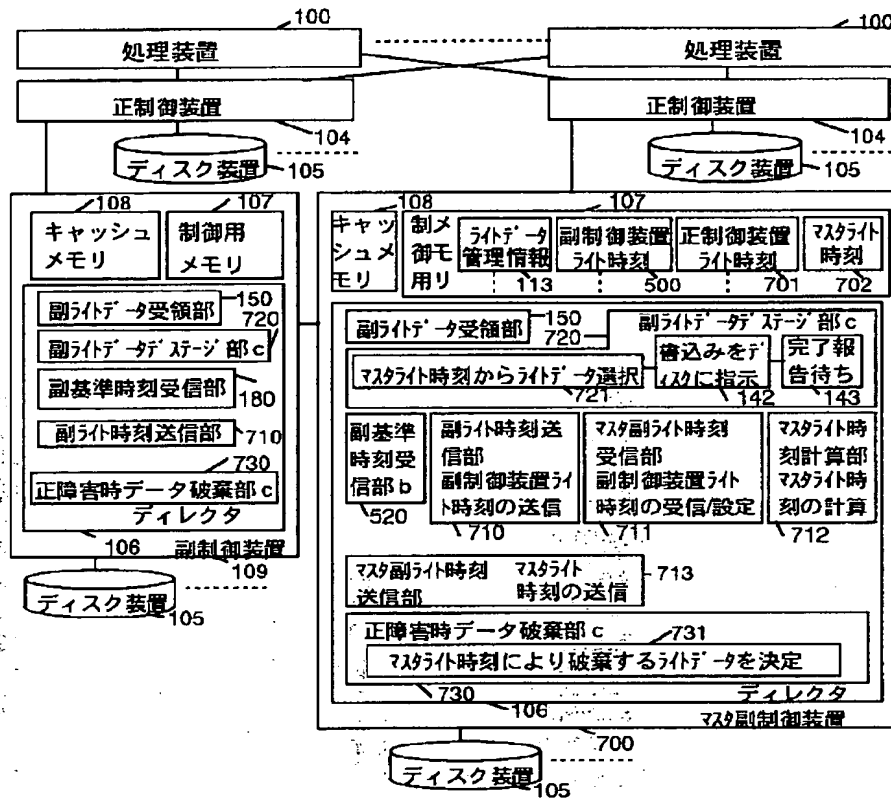 100
処理装置
100
処理装置
正制御装置
104
正制御装置
104
ディスク装置
105
ディスク装置
105
108
キャッシュ
メモリ
107
制御用
メモリ
副ライトデータ受領部
150
720
副ライトデータデステージ部c
副基準時刻受信部
180
副ライト時刻送信部
710
730
正障害時データ破棄部c
ディレクタ
106
副制御装置
109
ディスク装置
105
108
キャッ
シュメ
モリ
107
制メ
御モ
用リ
ライトデータ
管理情報
113
副制御装置
ライト時刻
500
正制御装置
ライト時刻
701
マスタライト
時刻
702
副ライトデータ受領部
150
720
副ライトデータデステージ部c
マスタライト時刻からライトデータ選択
721
書込みをデ
ィスクに指示
142
完了報
告待ち
143
副基準
時刻受
信部b
520
副ライト時刻送
信部
副制御装置ライ
ト時刻の送信
710
マスタ副ライト時刻
受信部
副制御装置ライト
時刻の受信/設定
711
マスタライト時
刻計算部
マスタライト時
刻の計算
712
マスタ副ライト時刻
送信部
マスタライト
時刻の送信
713
正障害時データ破棄部c
731
マスタライト時刻により破棄するライトデータを決定
730
ディレクタ
106
マスタ副制御装置
700
ディスク装置
105